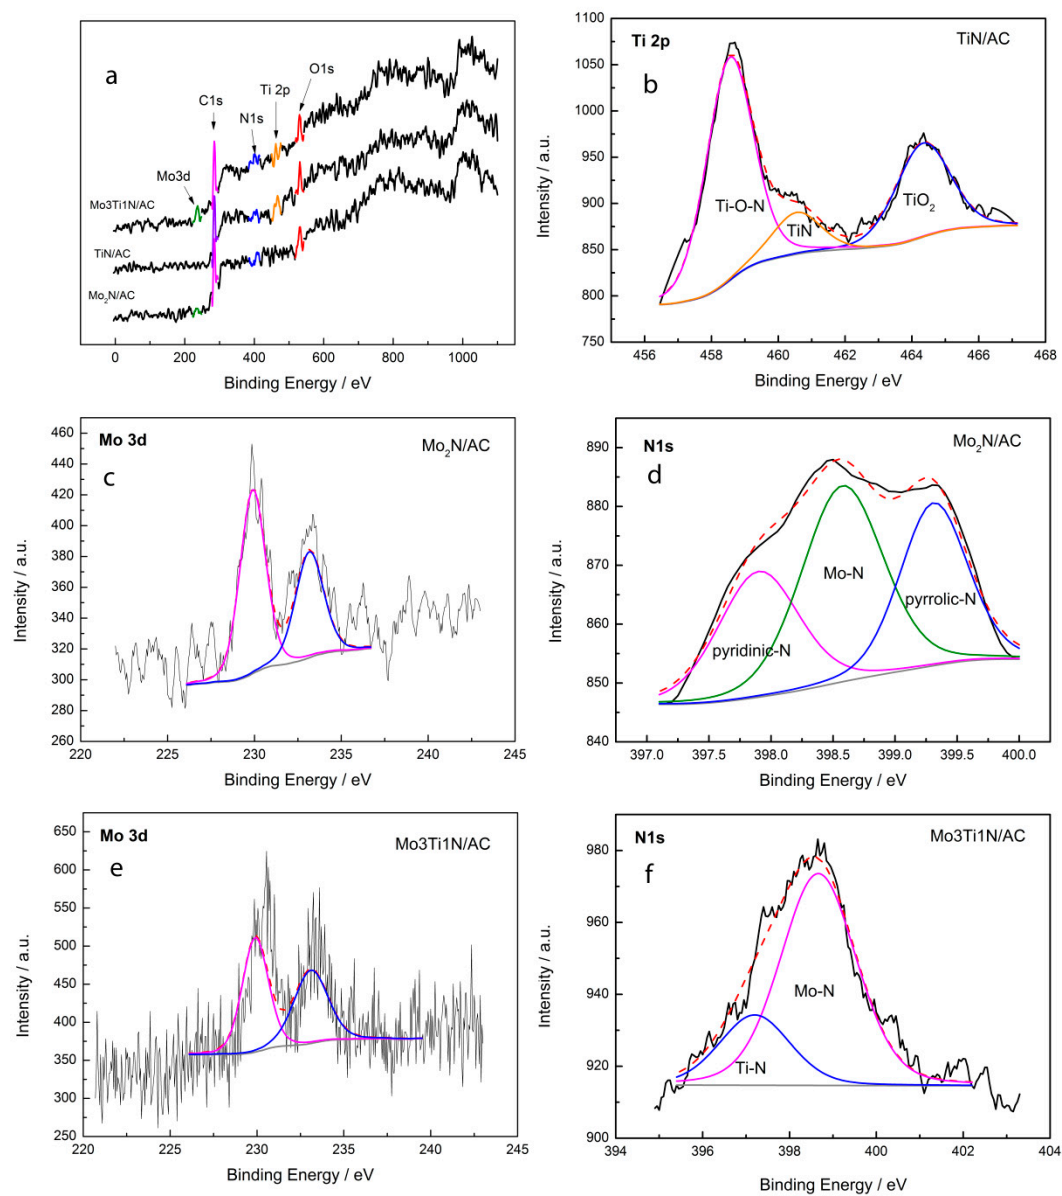 a
C1s
N1s
Ti 2p
O1s
Mo3d
Mo3Ti1N/AC
TiN/AC
Mo₂N/AC
0 200 400 600 800 1000
Binding Energy / eV
Ti 2p
TiN/AC
b
1100
1050
1000
950
900
850
800
750
Intensity / a.u.
Ti-O-N
TiN
TiO₂
456 458 460 462 464 466 468
Binding Energy / eV
Mo 3d
Mo₂N/AC
c
460
440
420
400
380
360
340
320
300
280
260
Intensity / a.u.
220 225 230 235 240 245
Binding Energy / eV
N1s
Mo₂N/AC
d
890
880
870
860
850
840
Intensity / a.u.
Mo-N
pyrrolic-N
pyridinic-N
397.0 397.5 398.0 398.5 399.0 399.5 400.0
Binding Energy / eV
Mo 3d
Mo3Ti1N/AC
e
650
600
550
500
450
400
350
300
250
Intensity / a.u.
220 225 230 235 240 245
Binding Energy / eV
N1s
Mo3Ti1N/AC
f
980
960
940
920
900
Intensity / a.u.
Mo-N
Ti-N
394 396 398 400 402 404
Binding Energy / eV